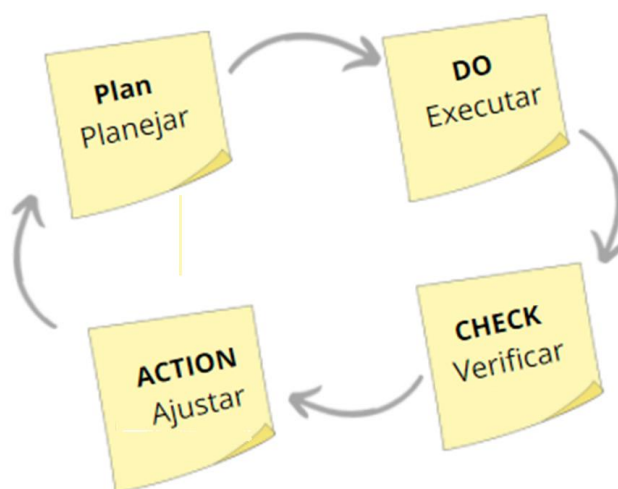 Plan
Planejar
DO
Executar
CHECK
Verificar
ACTION
Ajustar